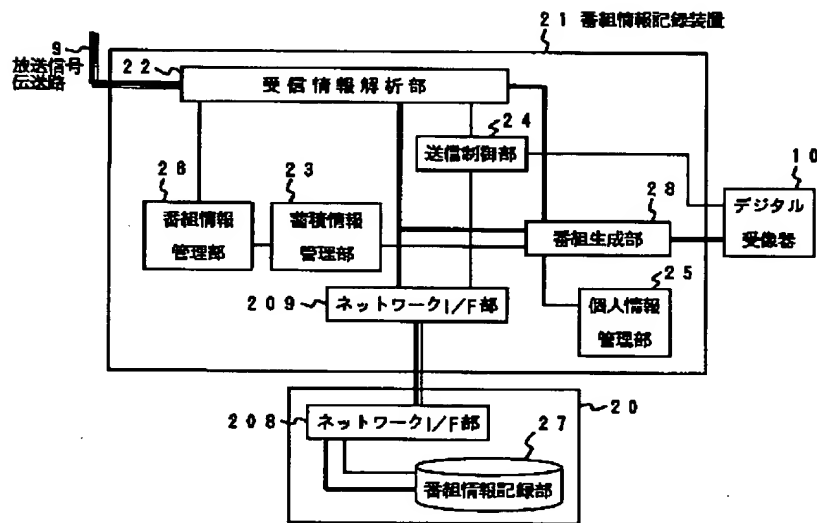 21 番組情報記録装置
9
放送信号
伝送路
22
受信情報解析部
24
送信制御部
26
番組情報
管理部
23
蓄積情報
管理部
28
番組生成部
10
デジタル
受像器
25
個人情報
管理部
209
ネットワークI/F部
20
208
ネットワークI/F部
27
番組情報記録部